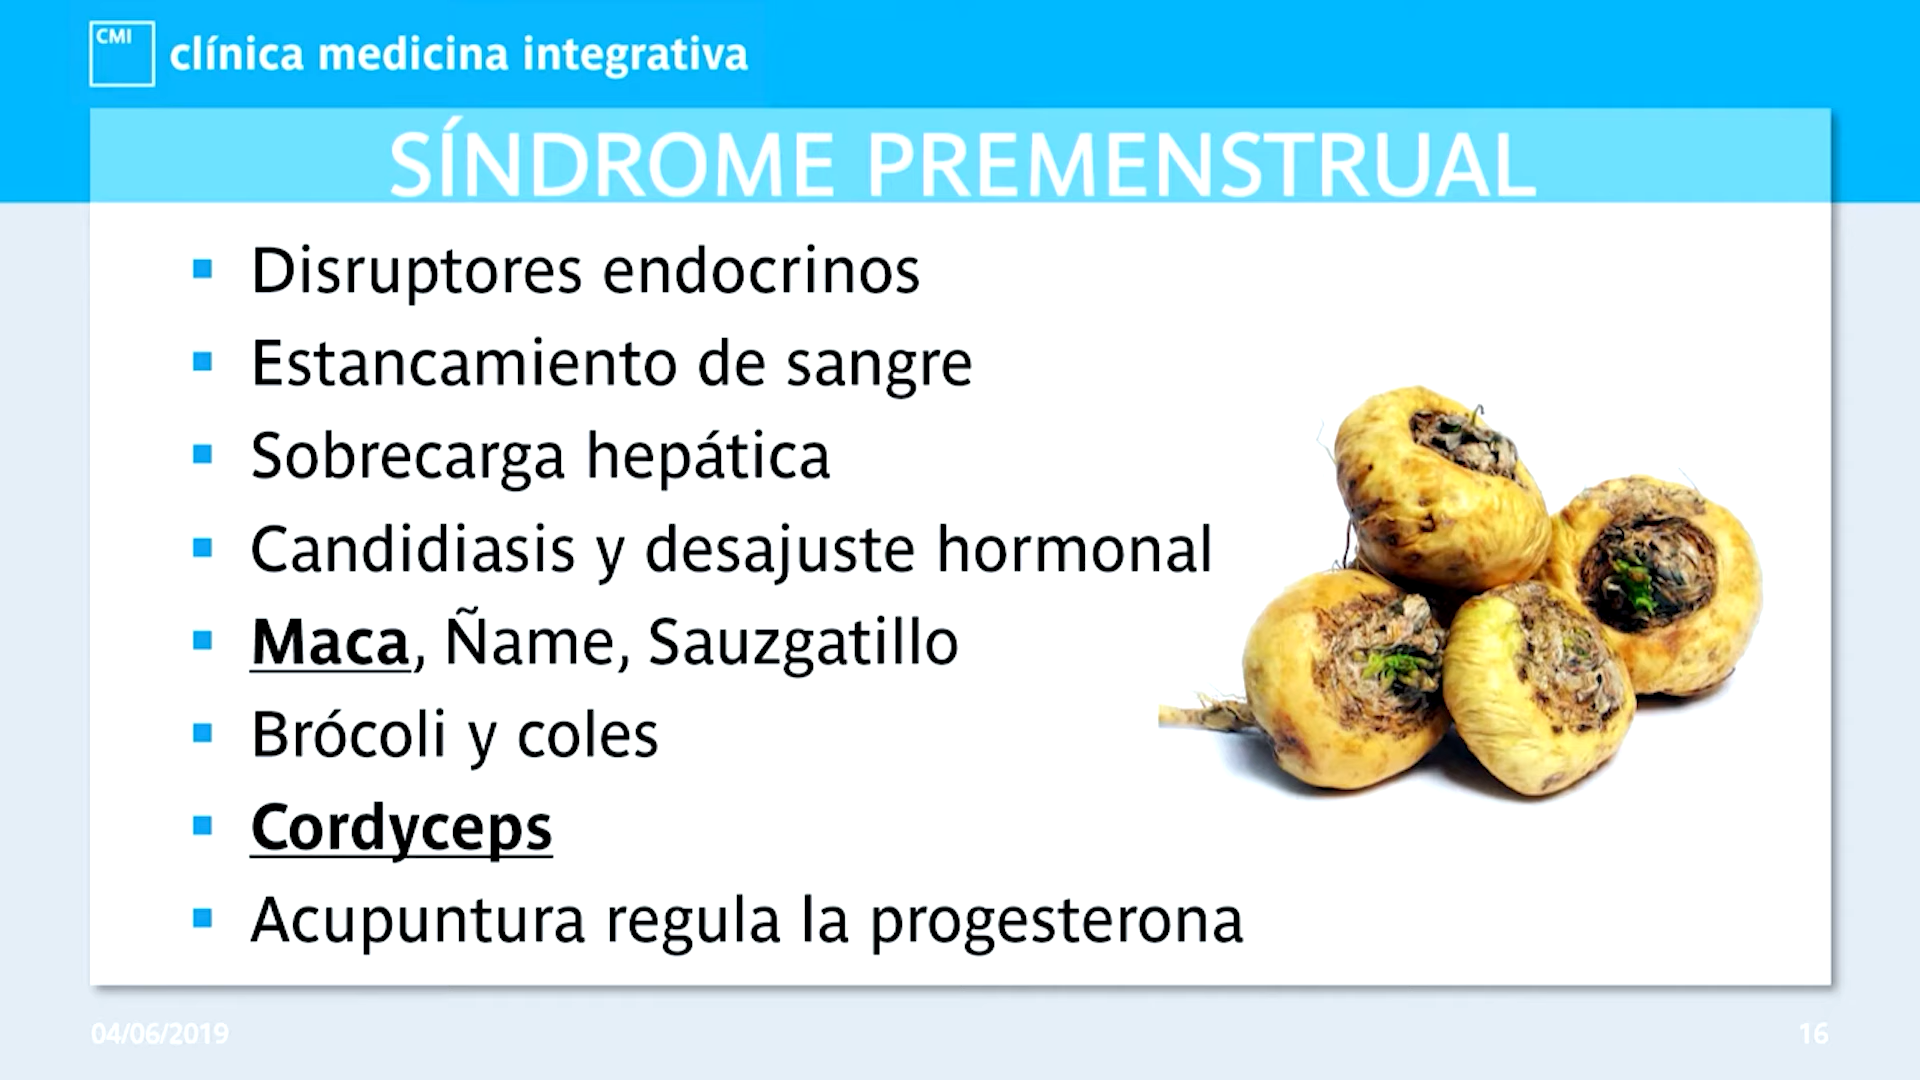 CMI
clínica medicina integrativa
SÍNDROME PREMENSTRUAL
Disruptores endocrinos
Estancamiento de sangre
Sobrecarga hepática
Candidiasis y desajuste hormonal
Maca, Ñame, Sauzgatillo
Brócoli y coles
Cordyceps
Acupuntura regula la progesterona
04/06/2019
16